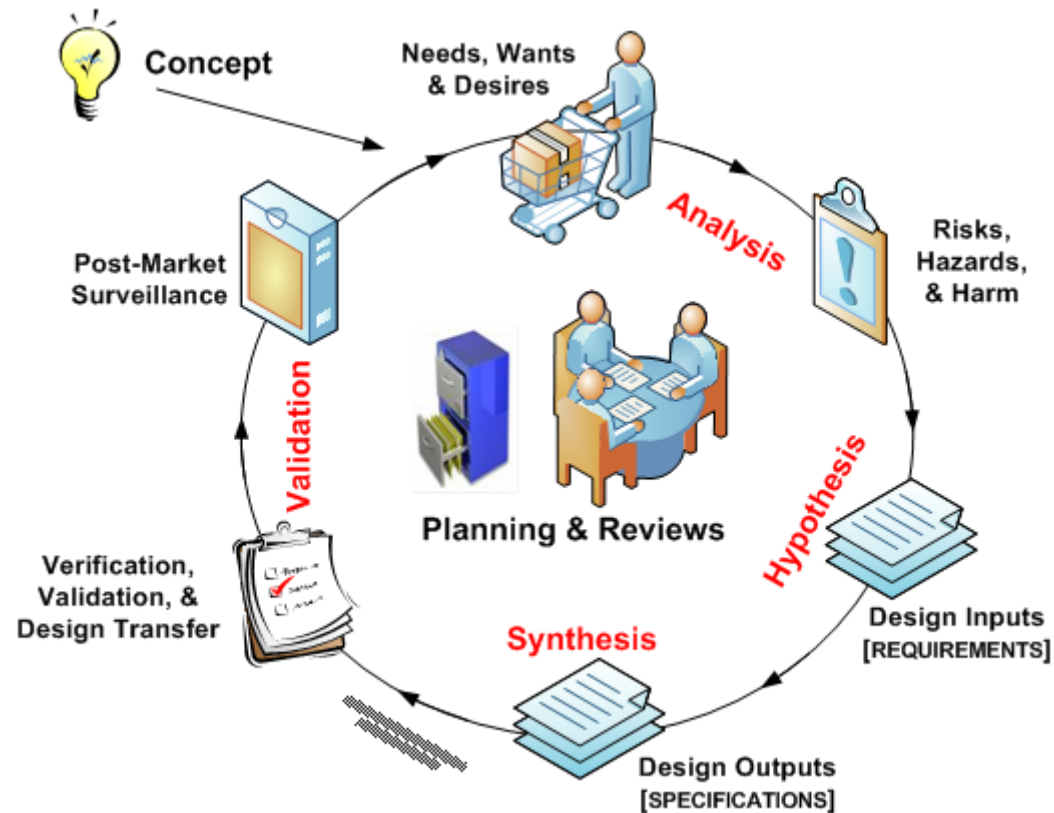 Concept
Needs, Wants
& Desires
Analysis
Risks,
Hazards,
& Harm
Hypothesis
Design Inputs
[REQUIREMENTS]
Synthesis
Design Outputs
[SPECIFICATIONS]
Verification,
Validation, &
Design Transfer
Validation
Post-Market
Surveillance
Planning & Reviews